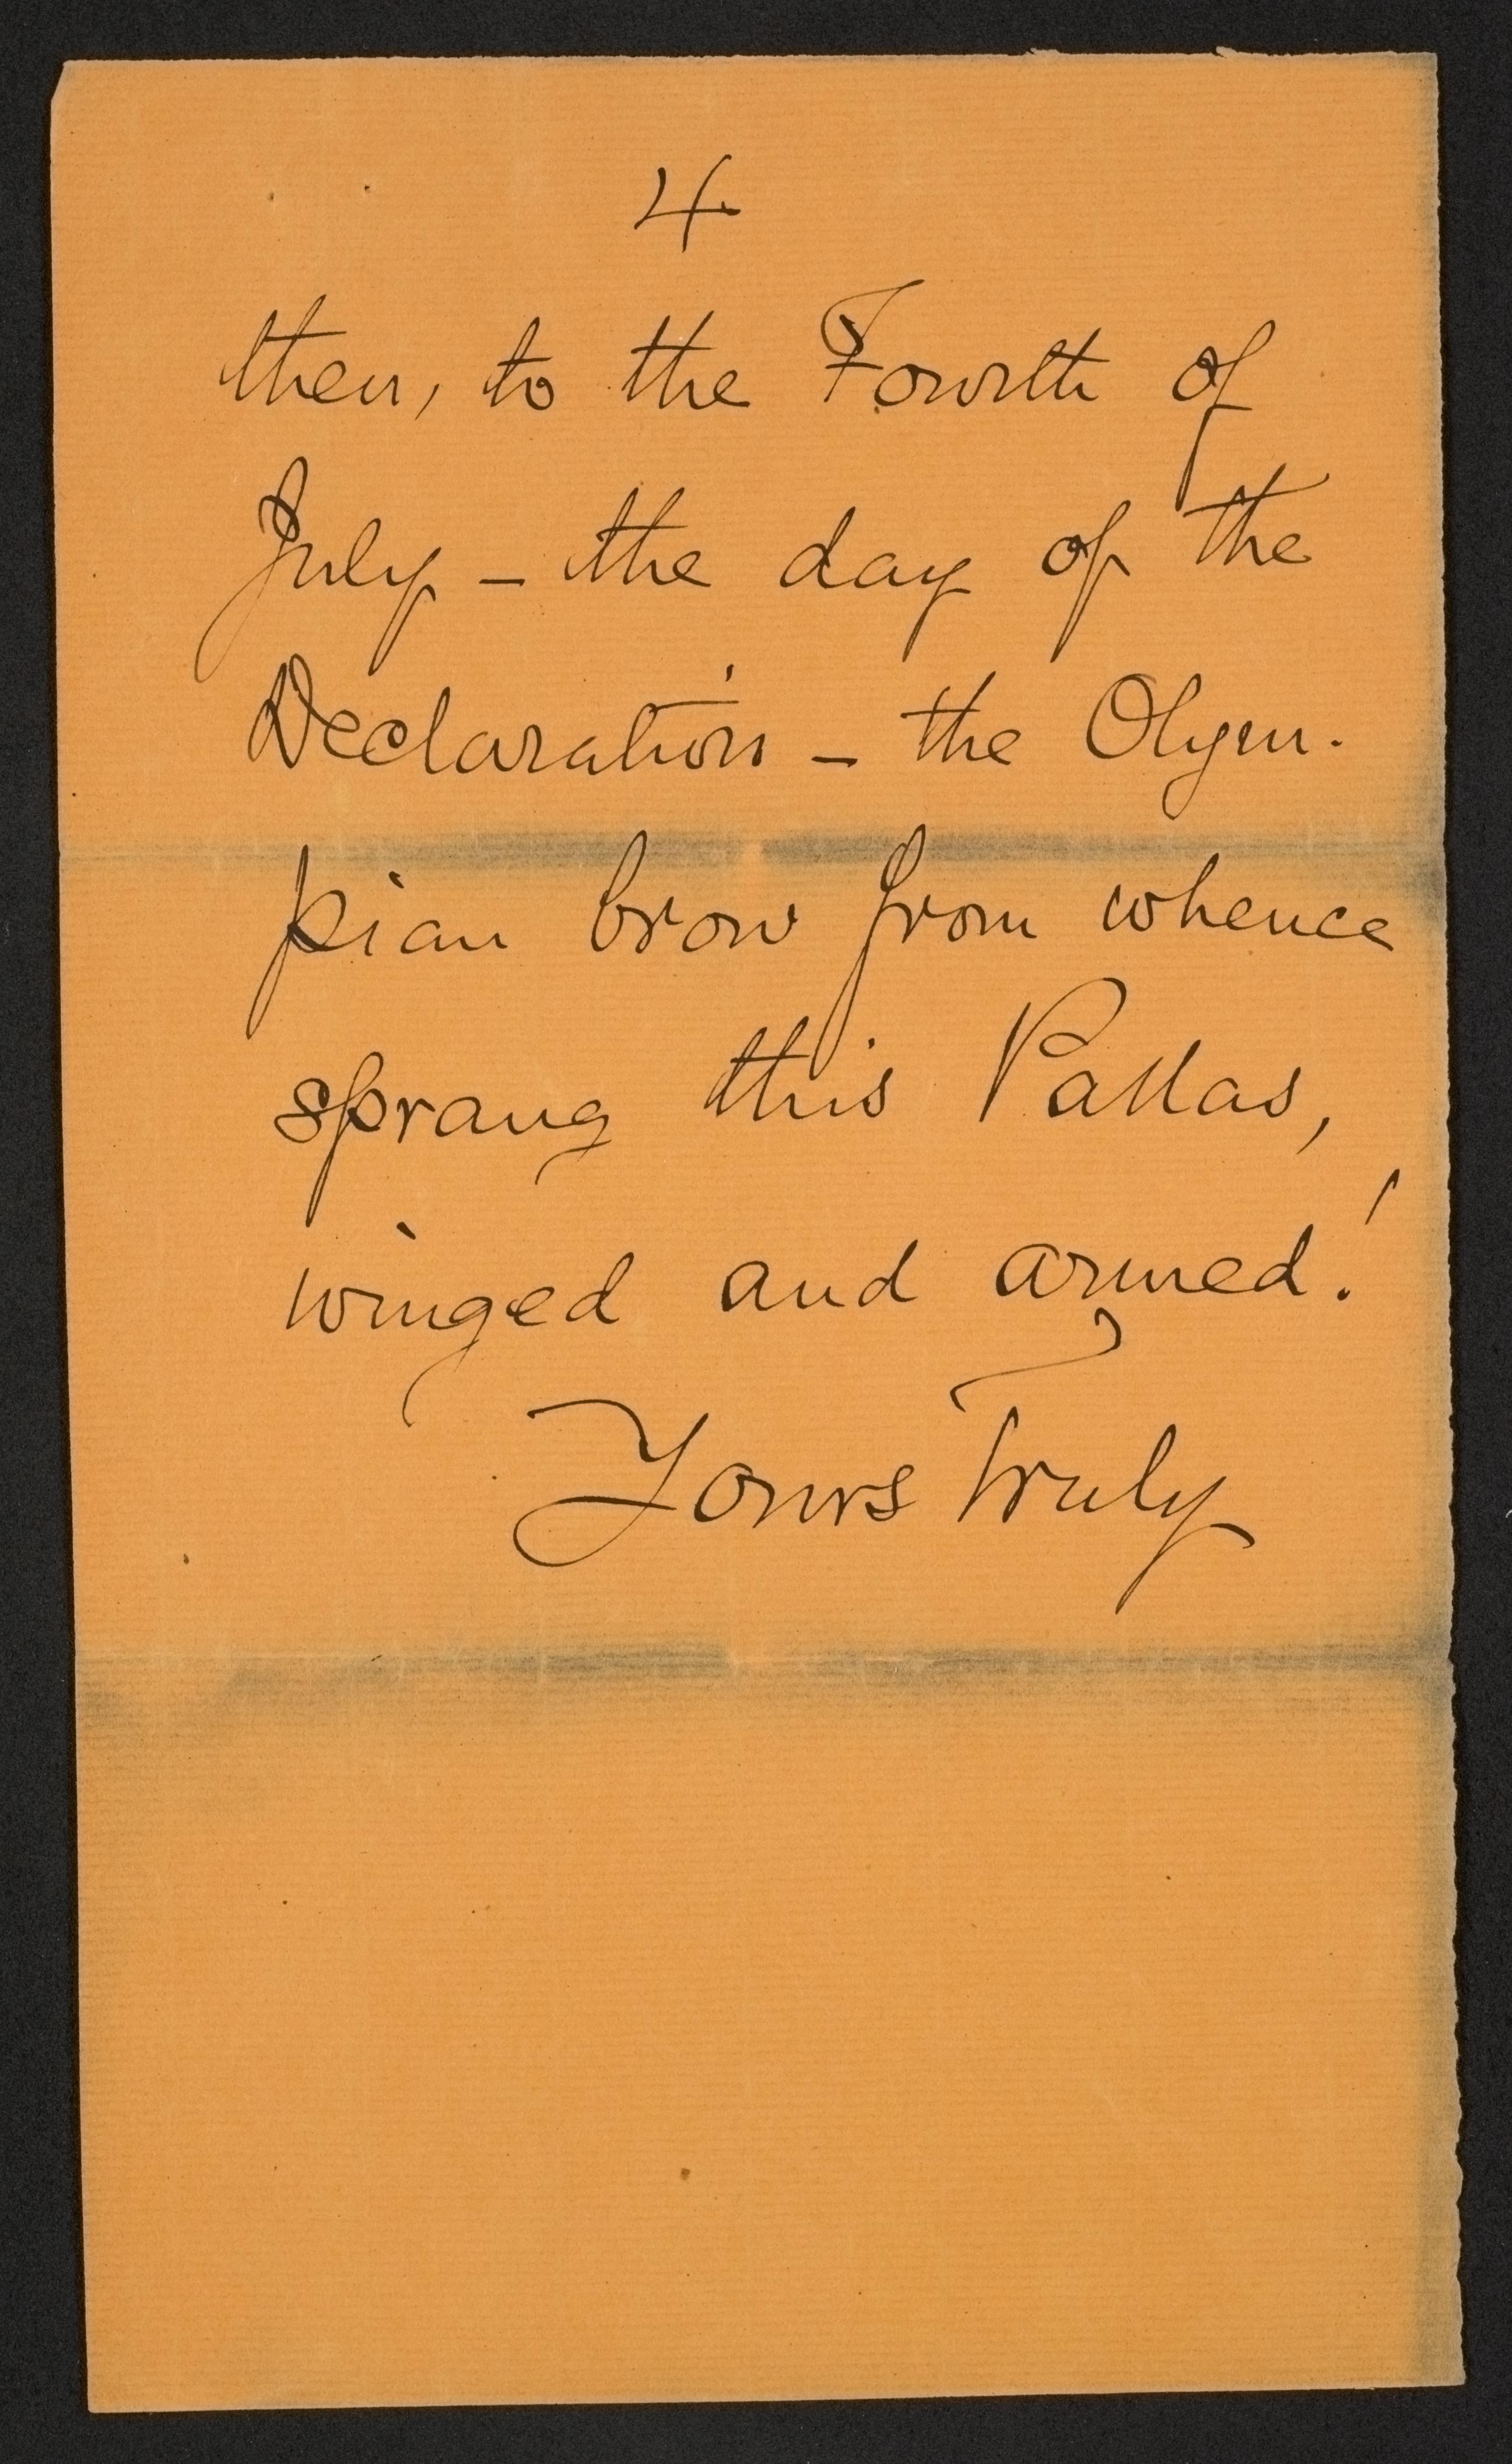 4
then, to the Fourth of
July – the day of the
Declaration – the Olym-
pian brow from whence
sprang this Pallas,
winged and armed!
Yours Truly